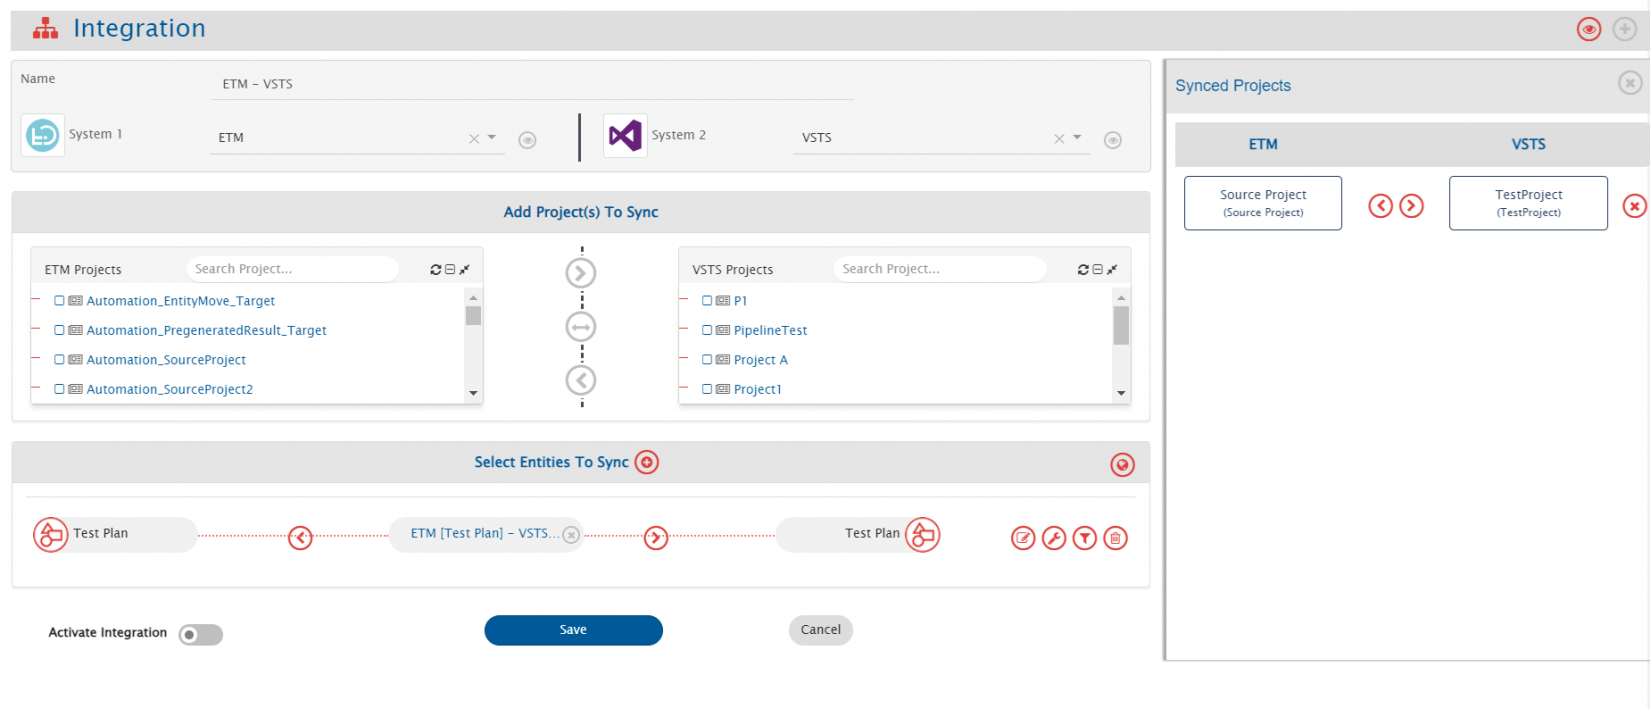 Integration
Name
ETM - VSTS
System 1
ETM
System 2
VSTS
Add Project(s) To Sync
ETM Projects
Search Project...
Automation_EntityMove_Target
Automation_PregeneratedResult_Target
Automation_SourceProject
Automation_SourceProject2
VSTS Projects
Search Project...
P1
PipelineTest
Project A
Project1
Select Entities To Sync
Test Plan
ETM [Test Plan] - VSTS...
Test Plan
Activate Integration
Save
Cancel
Synced Projects
ETM
VSTS
Source Project
(Source Project)
TestProject
(TestProject)